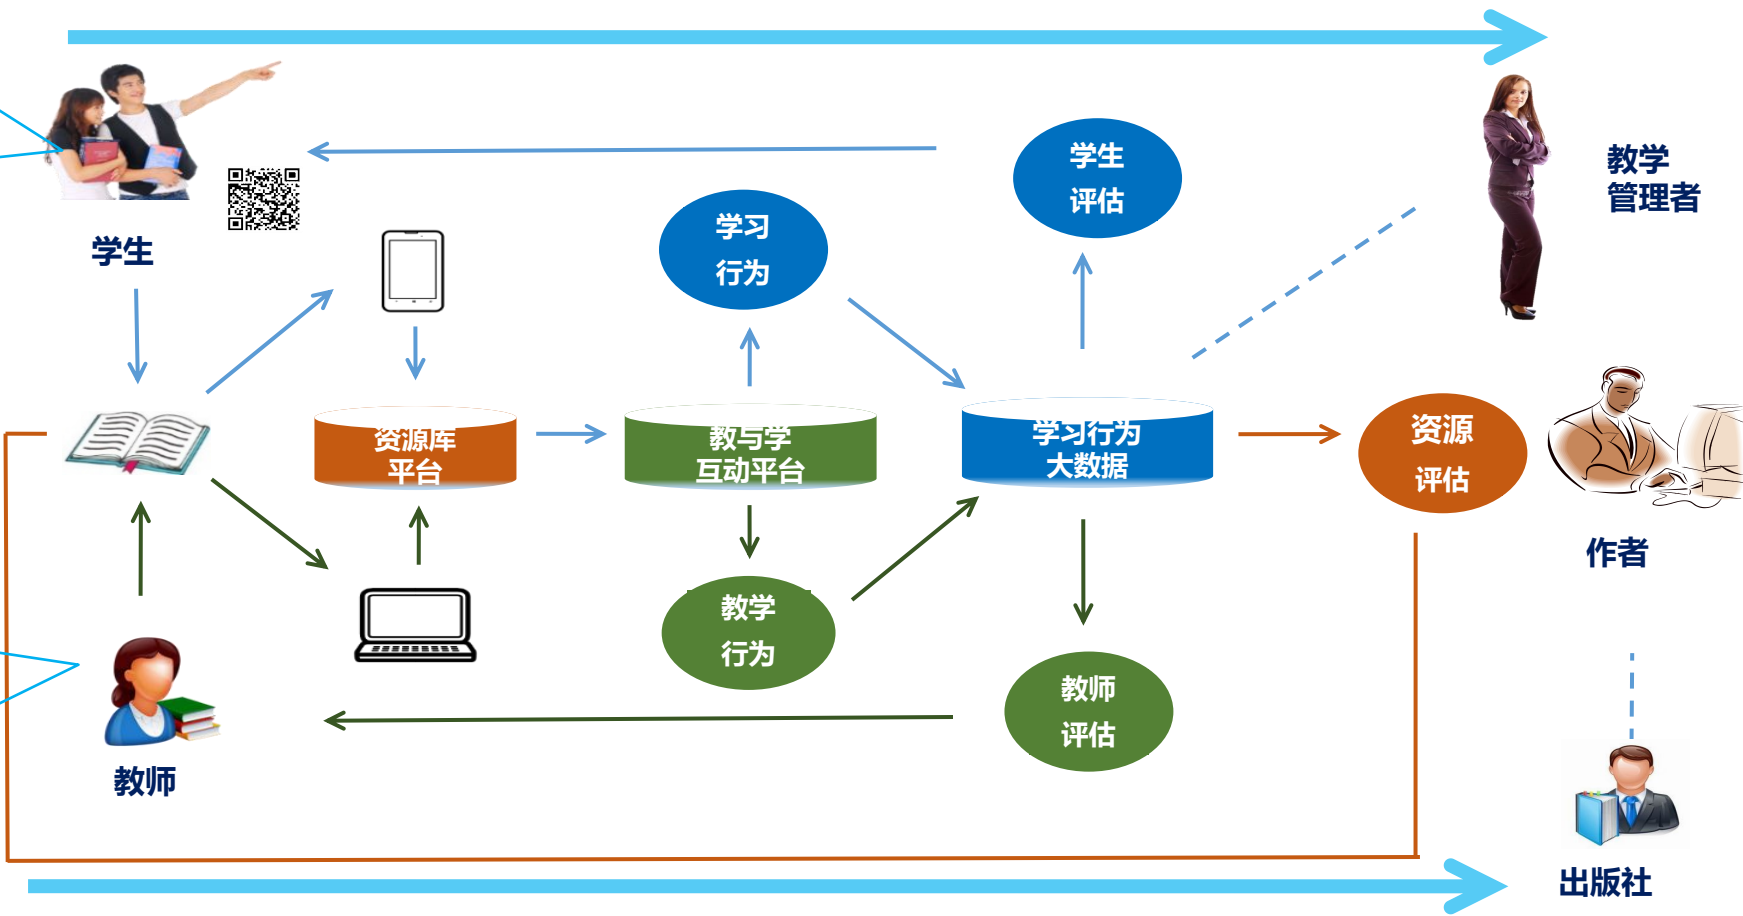 学生
评估
教学
管理者
学习
行为
学生
资源库
平台
教与学
互动平台
学习行为
大数据
资源
评估
作者
教学
行为
教师
评估
教师
出版社